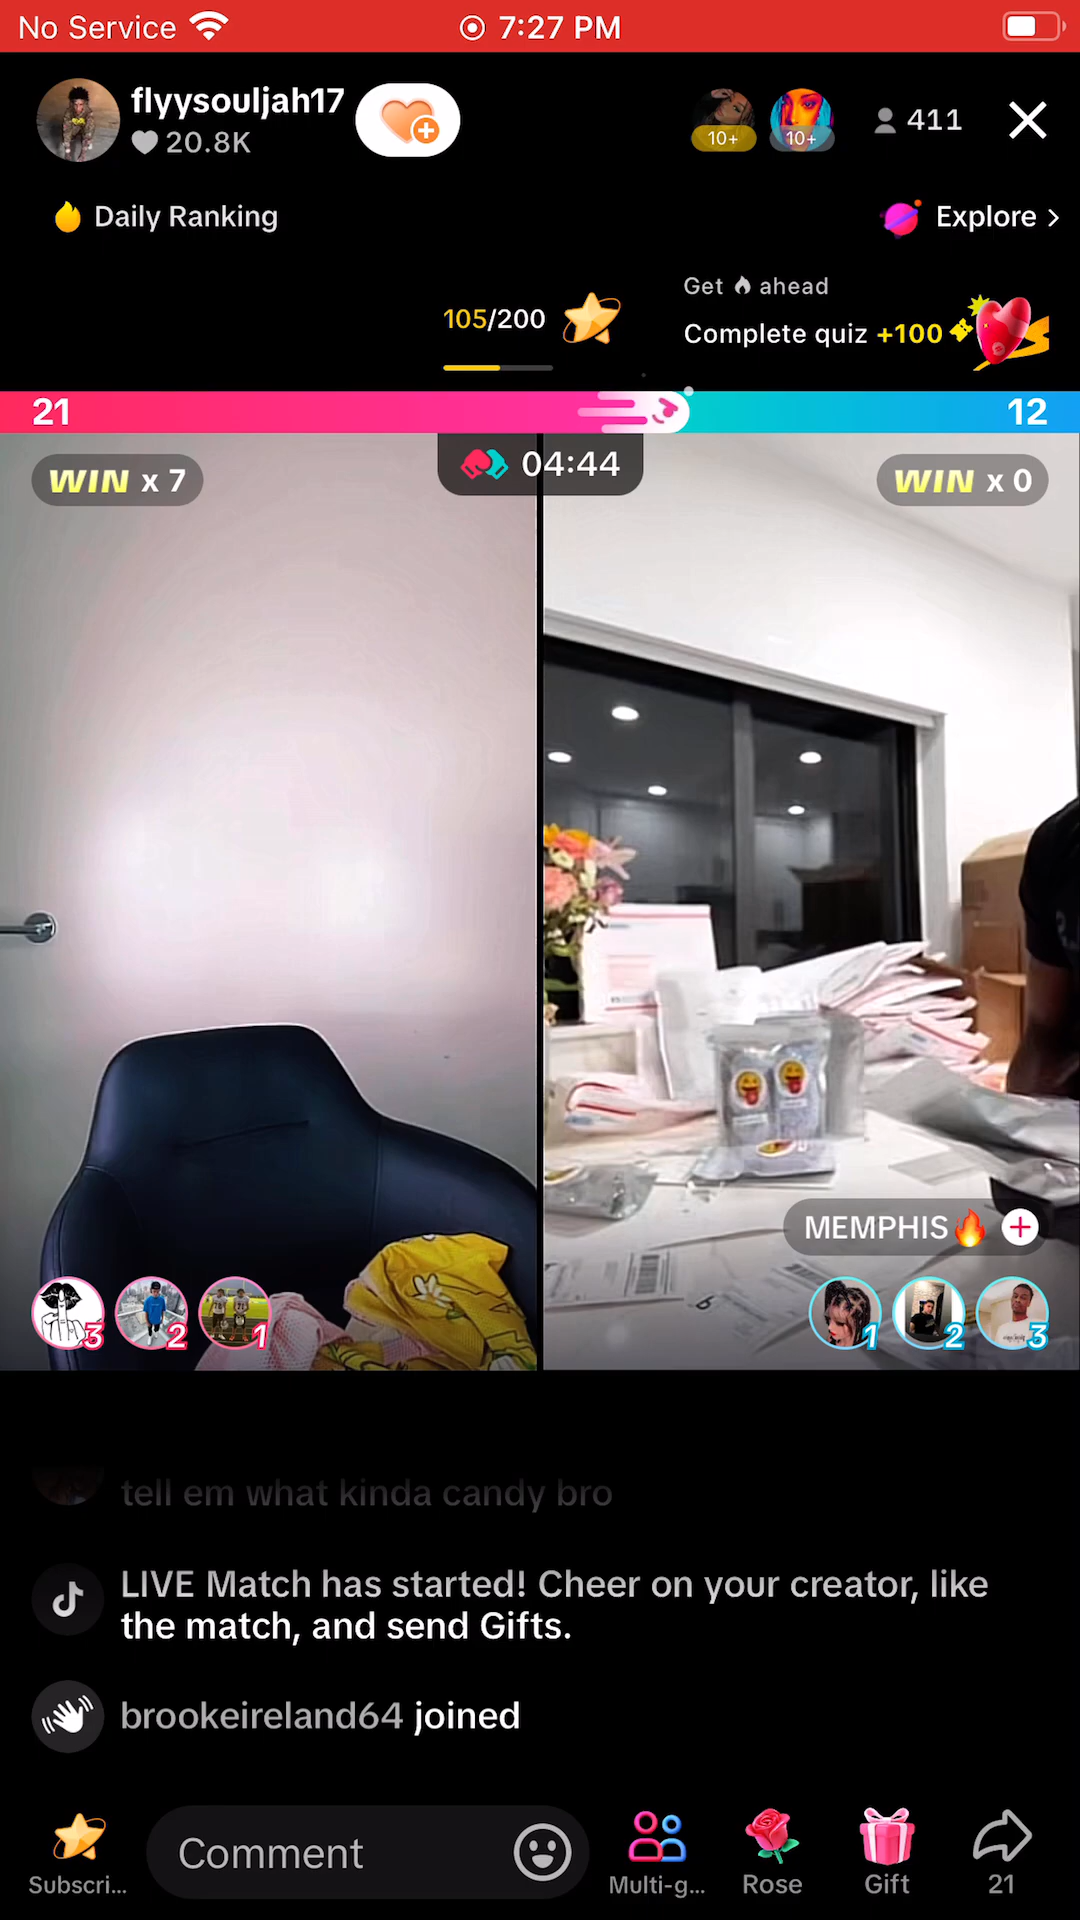 No Service
7:27 PM
flyysouljah17
20.8K
10+
10+
411
Daily Ranking
Explore >
105/200
Get 🔥 ahead
Complete quiz +100
21
12
WIN x 7
04:44
WIN x 0
MEMPHIS🔥 +
3
2
1
1
2
3
tell em what kinda candy bro
LIVE Match has started! Cheer on your creator, like
the match, and send Gifts.
brookeireland64 joined
Subscri...
Comment
Multi-g...
Rose
Gift
21